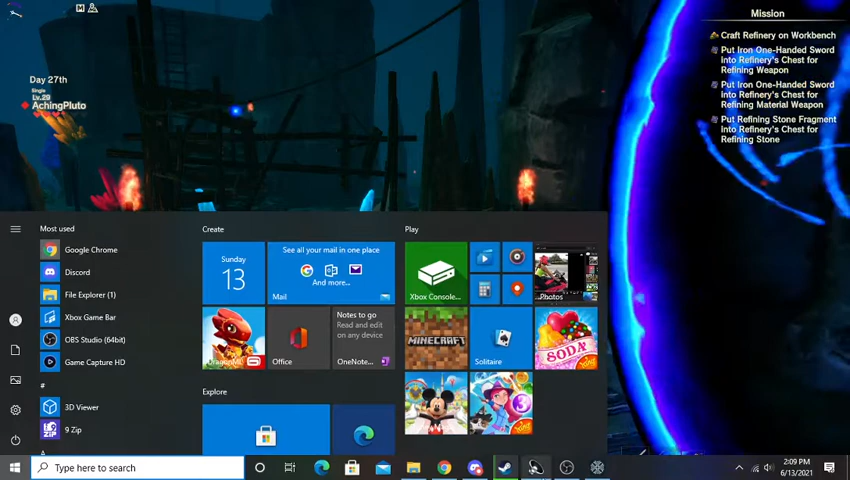 M
Mission
Craft Refinery on Workbench
Put Iron One-Handed Sword
into Refinery's Chest for
Refining Weapon
Put Iron One-Handed Sword
into Refinery's Chest for
Refining Material Weapon
Put Refining Stone Fragment
into Refinery's Chest for
Refining Stone
Day 27th
Single
Lv.29
AchingPluto
Most used
Google Chrome
Discord
File Explorer (1)
Xbox Game Bar
OBS Studio (64bit)
Game Capture HD
#
3D Viewer
9 Zip
Create
Sunday
13
See all your mail in one place
And more...
Mail
Office
Notes to go
Read and edit
on any device
OneNote...
Explore
Play
Xbox Console...
Photos
MINECRAFT
Solitaire
SODA
king
king
Type here to search
2:09 PM
6/13/2021